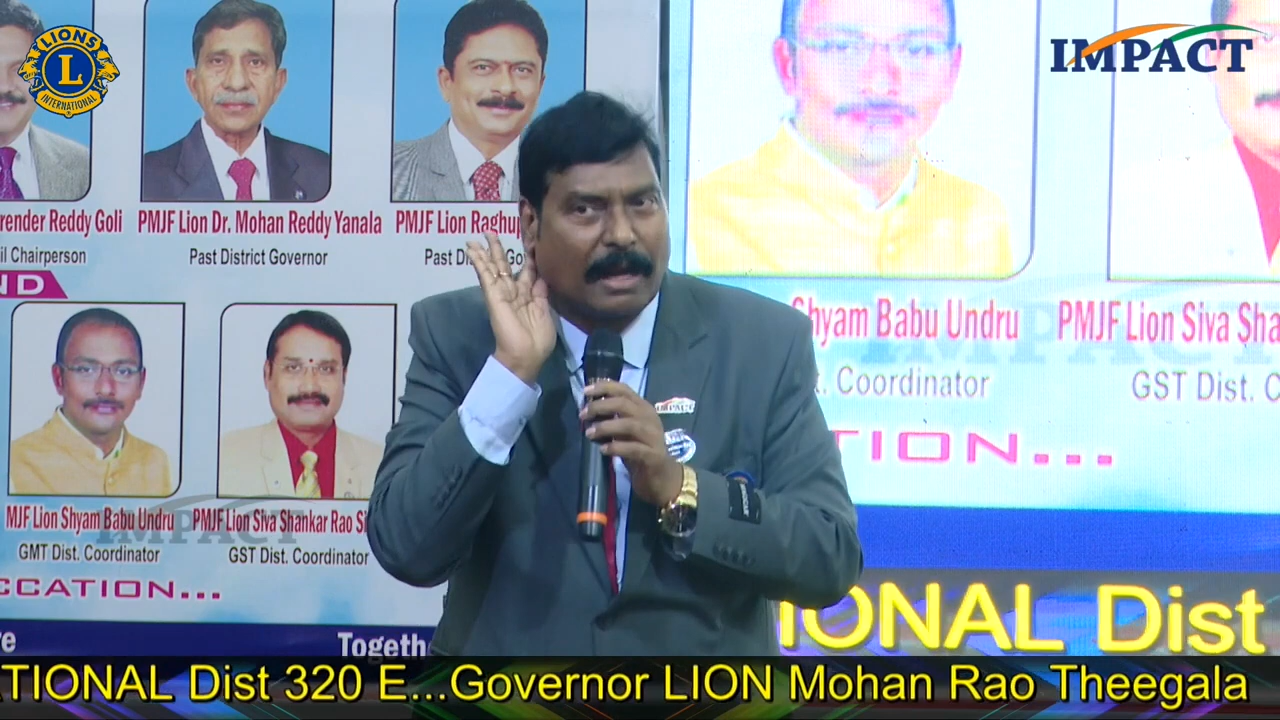 LIONS
L
INTERNATIONAL
IMPACT
render Reddy Goli
il Chairperson
PMJF Lion Dr. Mohan Reddy Yanala
Past District Governor
PMJF Lion Raghup
ND
MJF Lion Shyam Babu Undru
GMT Dist. Coordinator
PMJF Lion Siva Shankar Rao
GST Dist. Coordinator
CCATION...
Togeth
Shyam Babu Undru
. Coordinator
PMJF Lion Siva Sha
GST Dist. C
TION...
IMPACT
IMPACT
IONAL Dist
TIONAL Dist 320 E...Governor LION Mohan Rao Theegala